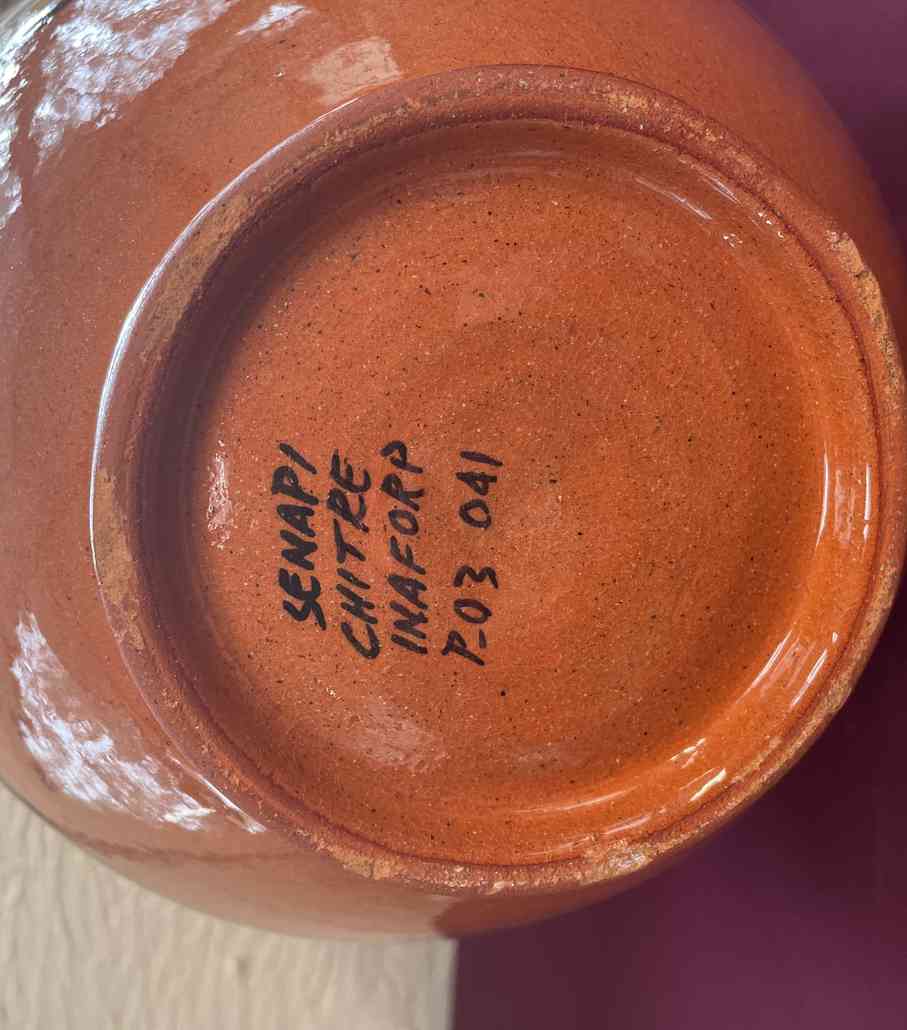 SENAPI
CHITRE
INAFORP
P-03 041